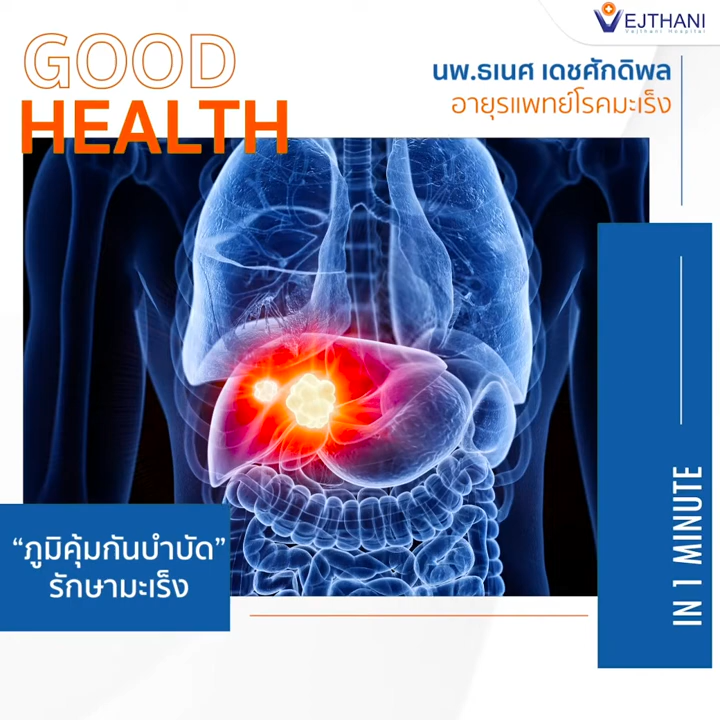 GOOD
HEALTH
VEJTHANI
Vejthani Hospital
นพ.ธเนศ เดชศักดิพล
อายุรแพทย์โรคมะเร็ง
“ภูมิคุ้มกันบำบัด”
รักษามะเร็ง
IN 1 MINUTE